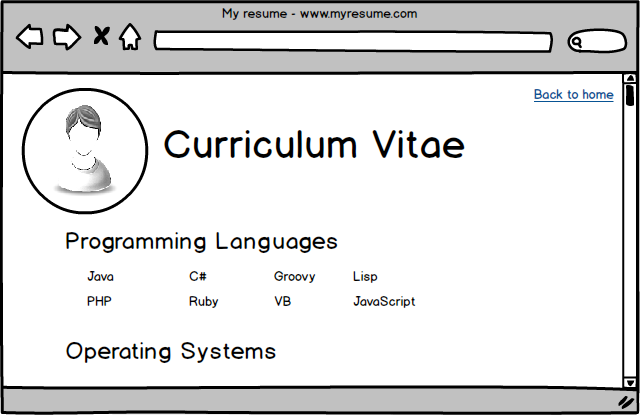 My resume - www.myresume.com
Back to home
Curriculum Vitae
Programming Languages
Java C# Groovy Lisp
PHP Ruby VB JavaScript
Operating Systems